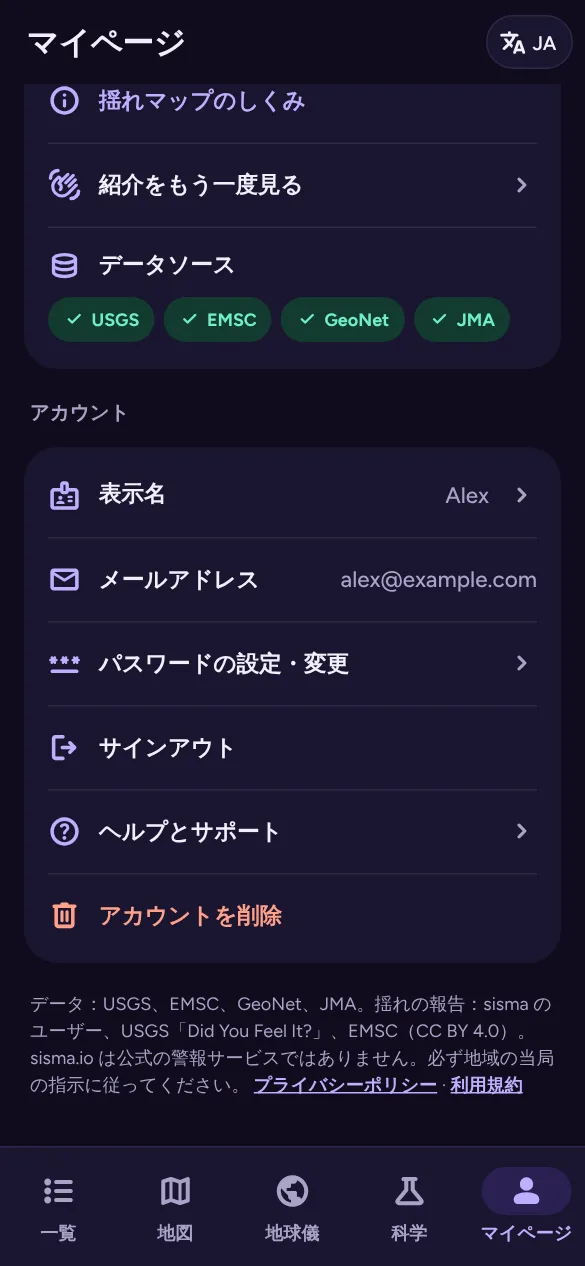 マイページ
JA
揺れマップのしくみ
紹介をもう一度見る
データソース
USGS
EMSC
GeoNet
JMA
アカウント
表示名
Alex
メールアドレス
alex@example.com
パスワードの設定・変更
サインアウト
ヘルプとサポート
アカウントを削除
データ：USGS、EMSC、GeoNet、JMA。揺れの報告：sisma の
ユーザー、USGS「Did You Feel It?」、EMSC（CC BY 4.0）。
sisma.io は公式の警報サービスではありません。必ず地域の当局
の指示に従ってください。 プライバシーポリシー · 利用規約
一覧
地図
地球儀
科学
マイページ